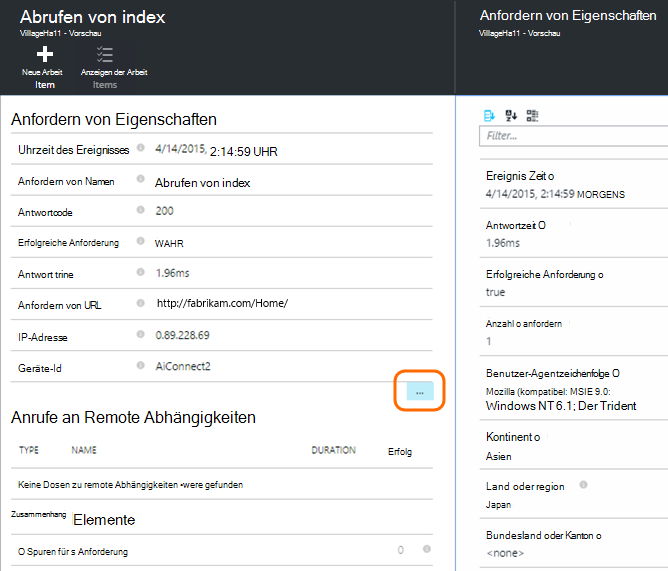 Abrufen von index
VillageHa11 - Vorschau
Neue Arbeit
Item
Anzeigen der Arbeit
Items
Anfordern von Eigenschaften
Uhrzeit des Ereignisses 4/14/2015, 2:14:59 UHR
Anfordern von Namen Abrufen von index
Antwortcode 200
Erfolgreiche Anforderung WAHR
Antwort trine 1.96ms
Anfordern von URL http://fabrikam.com/Home/
IP-Adresse 0.89.228.69
Geräte-Id AiConnect2
...
Anrufe an Remote Abhängigkeiten
TYPE NAME DURATION Erfolg
Keine Dosen zu remote Abhängigkeiten •were gefunden
Zusammenhang Elemente
O Spuren für s Anforderung 0
Anfordern von Eigenschaften
VillageHa11 - Vorschau
Filter...
Ereignis Zeit o
4/14/2015, 2:14:59 MORGENS
Antwortzeit O
1.96ms
Erfolgreiche Anforderung o
true
Anzahl o anfordern
1
Benutzer-Agentzeichenfolge O
Mozilla (kompatibel: MSIE 9.0:
Windows NT 6.1; Der Trident
Kontinent o
Asien
Land oder region
Japan
Bundesland oder Kanton o
<none>